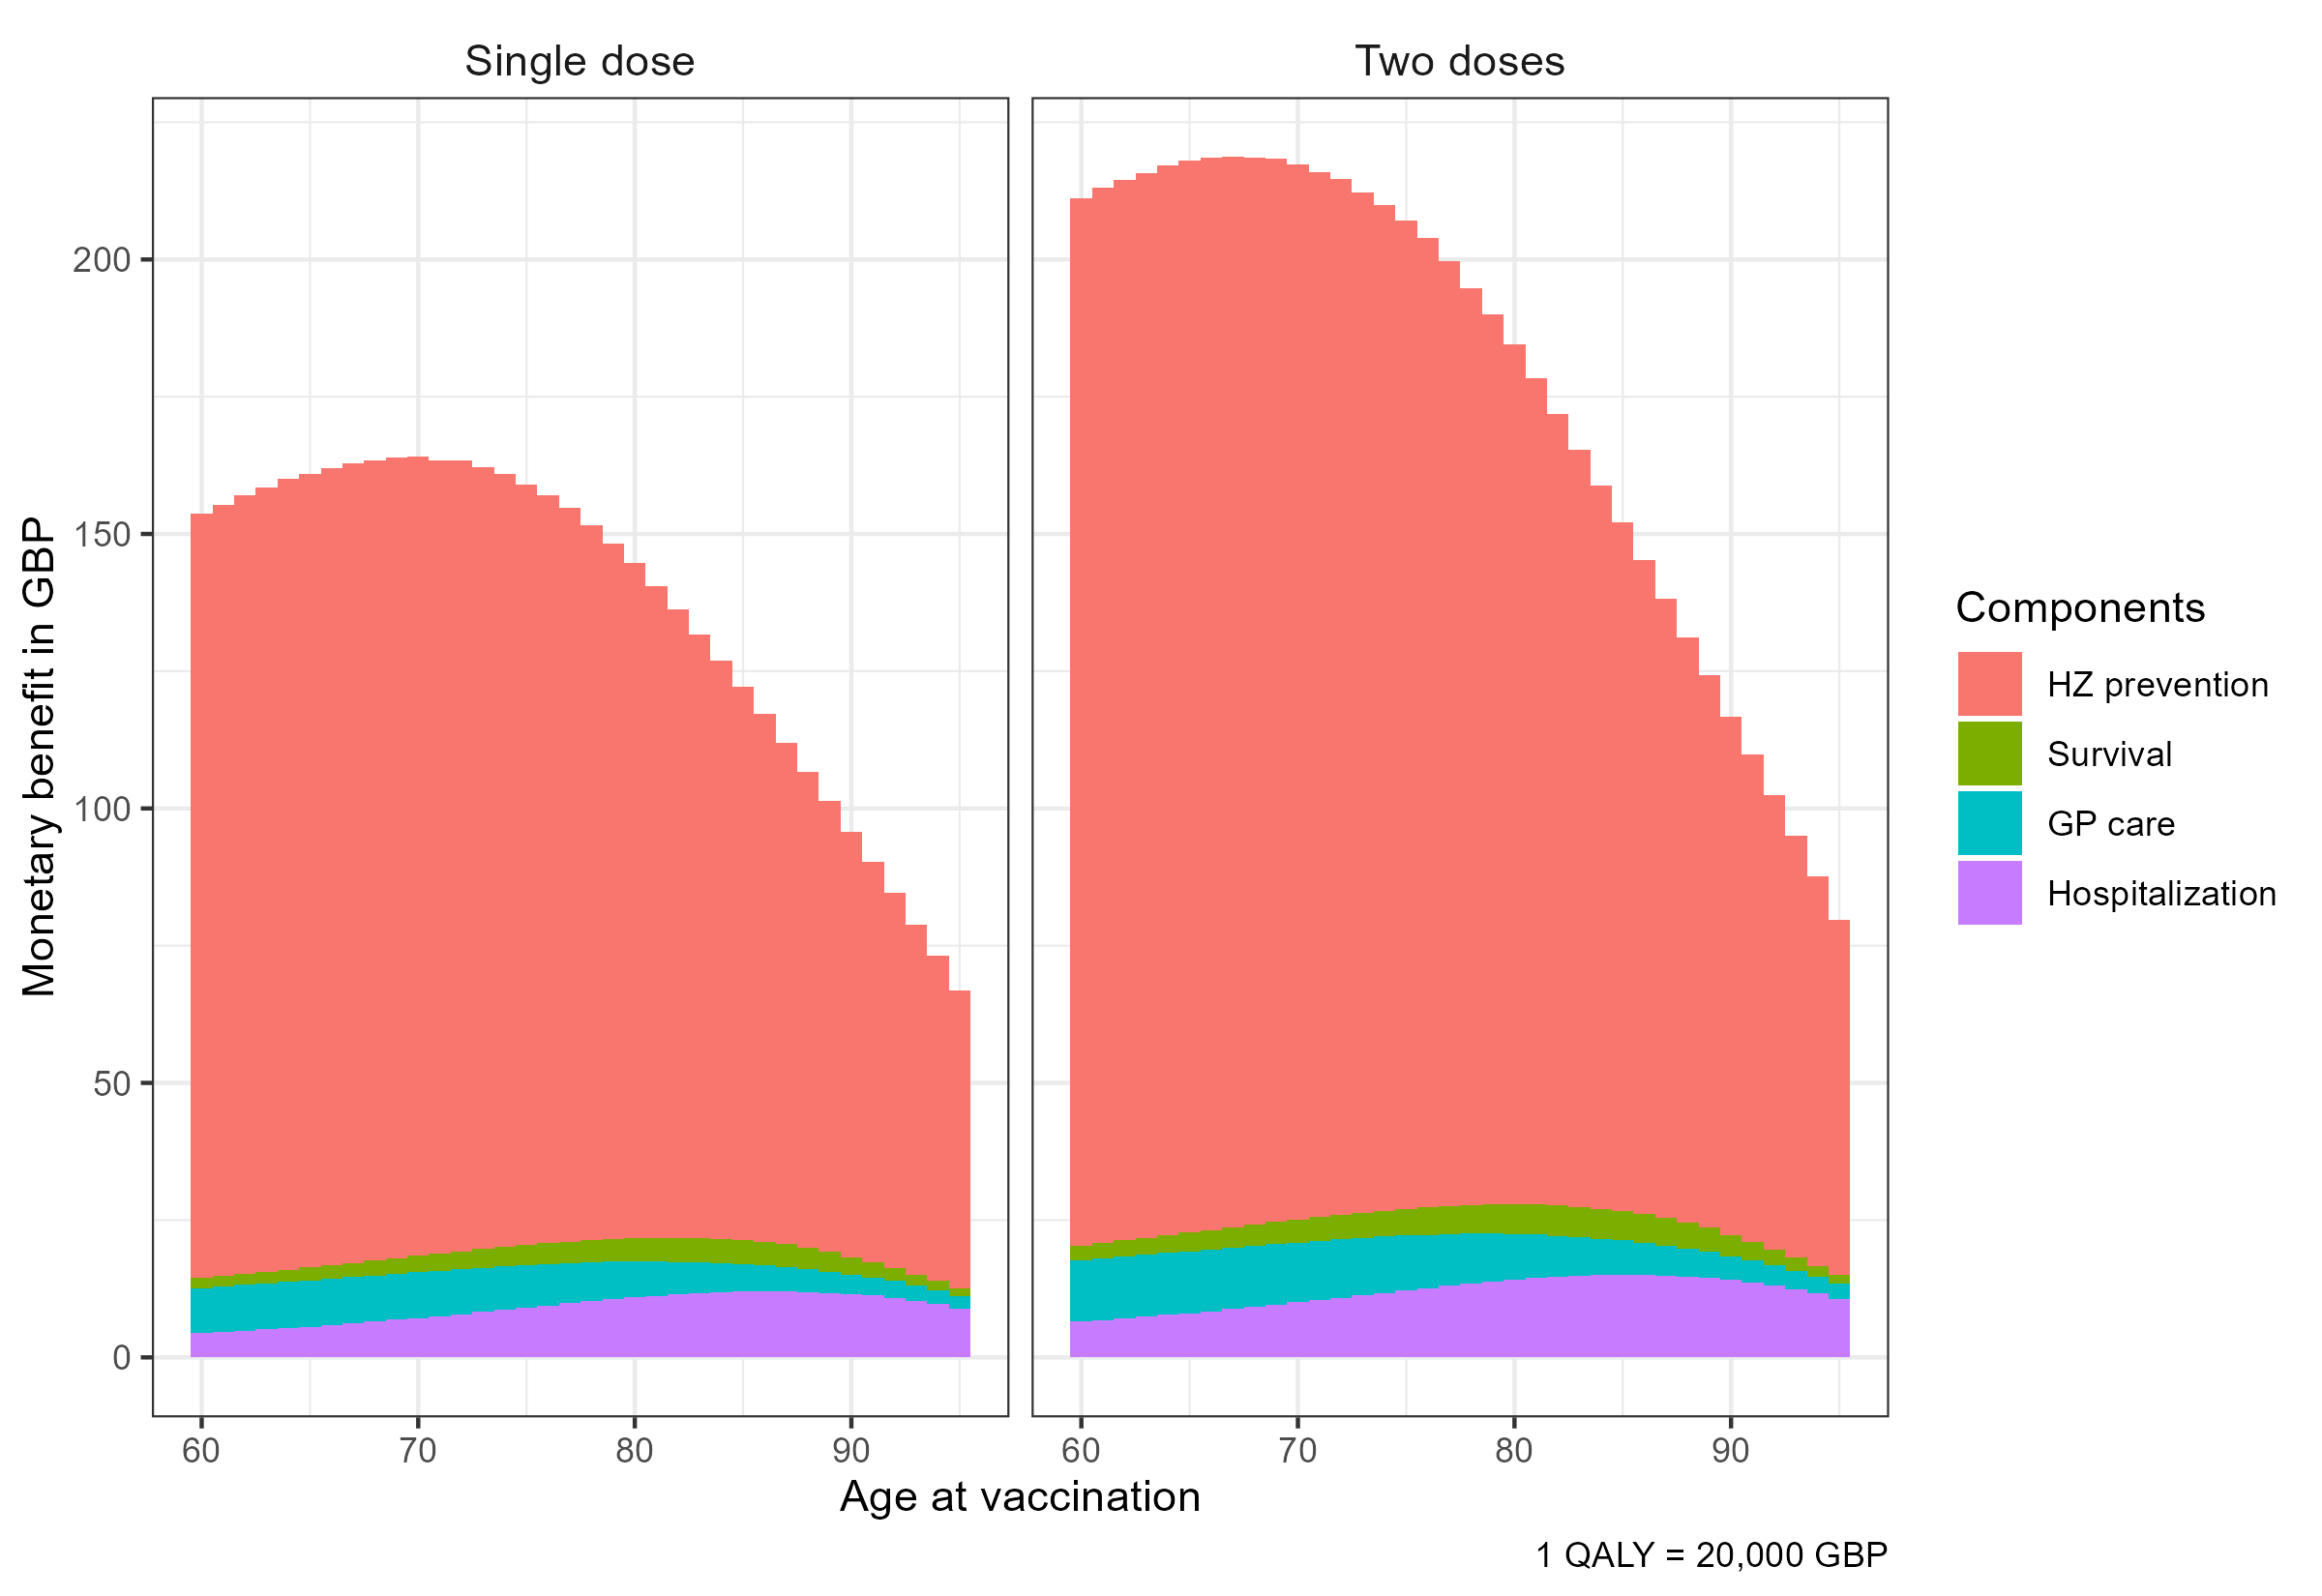 Single dose
Two doses
Monetary benefit in GBP
200
150
100
50
0
60 70 80 90
60 70 80 90
Age at vaccination
1 QALY = 20,000 GBP
Components
HZ prevention
Survival
GP care
Hospitalization